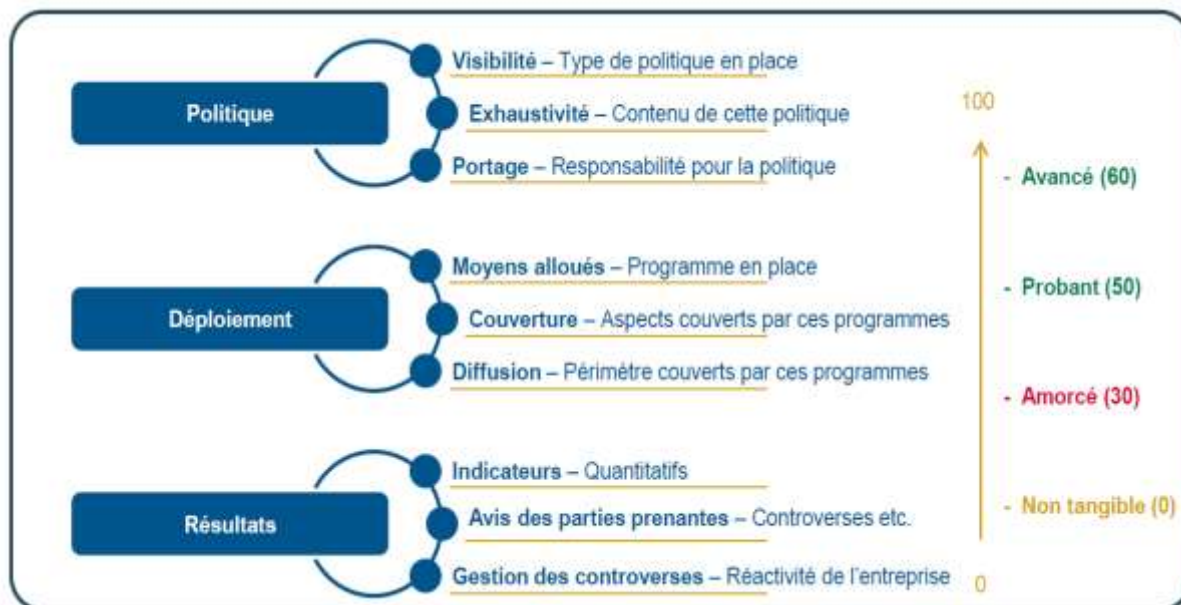 Politique
Visibilité – Type de politique en place
Exhaustivité – Contenu de cette politique
Portage – Responsabilité pour la politique
Déploiement
Moyens alloués – Programme en place
Couverture – Aspects couverts par ces programmes
Diffusion – Périmètre couverts par ces programmes
Résultats
Indicateurs – Quantitatifs
Avis des parties prenantes – Controverses etc.
Gestion des controverses – Réactivité de l'entreprise
100
- Avancé (60)
- Probant (50)
- Amorcé (30)
- Non tangible (0)
0